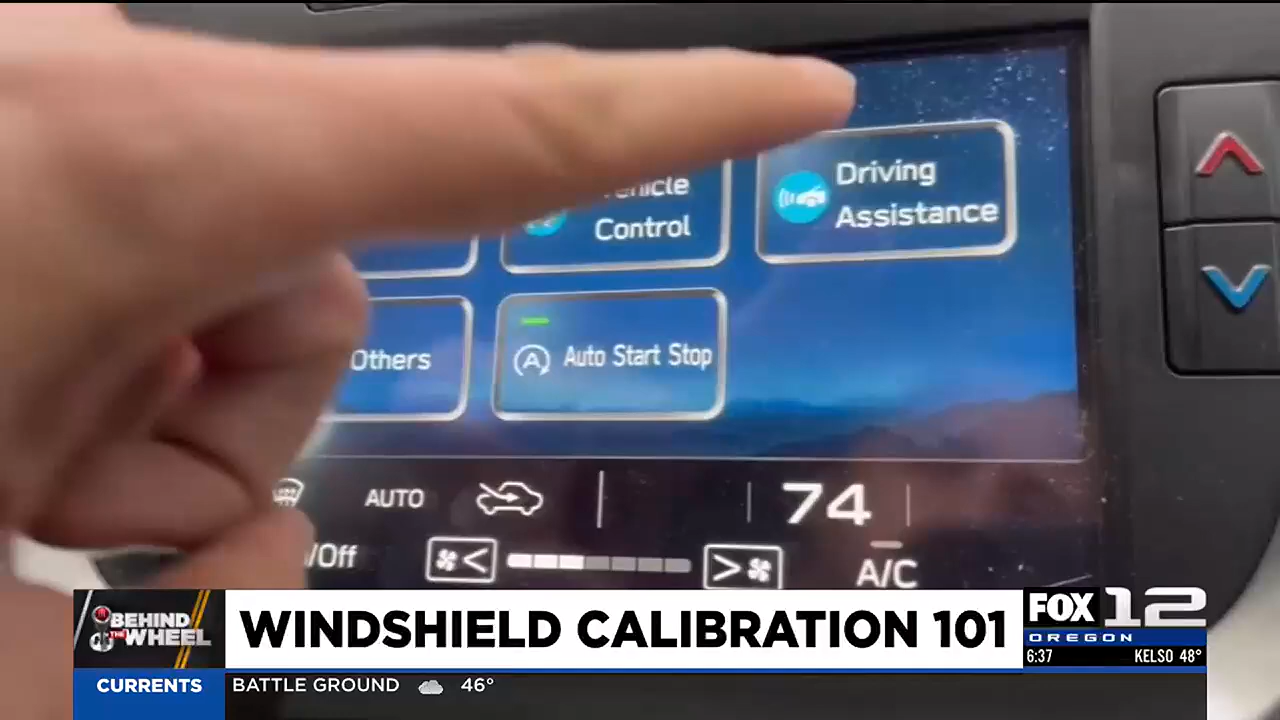 Driving
Assistance
Control
Others
Auto Start Stop
AUTO
74
/Off
A/C
BEHIND
THE
WHEEL
WINDSHIELD CALIBRATION 101
FOX 12
OREGON
6:37 KELSO 48°
CURRENTS BATTLE GROUND 46°